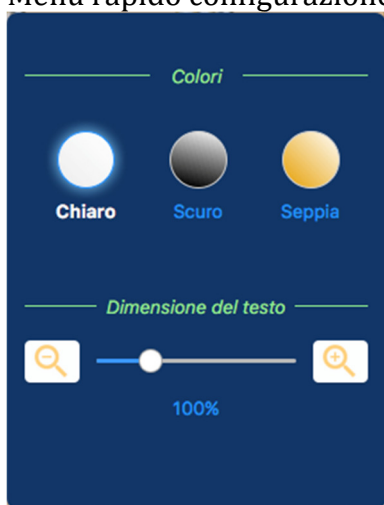 Menu rapido configurazione
Colori
Chiaro Scuro Seppia
Dimensione del testo
100%